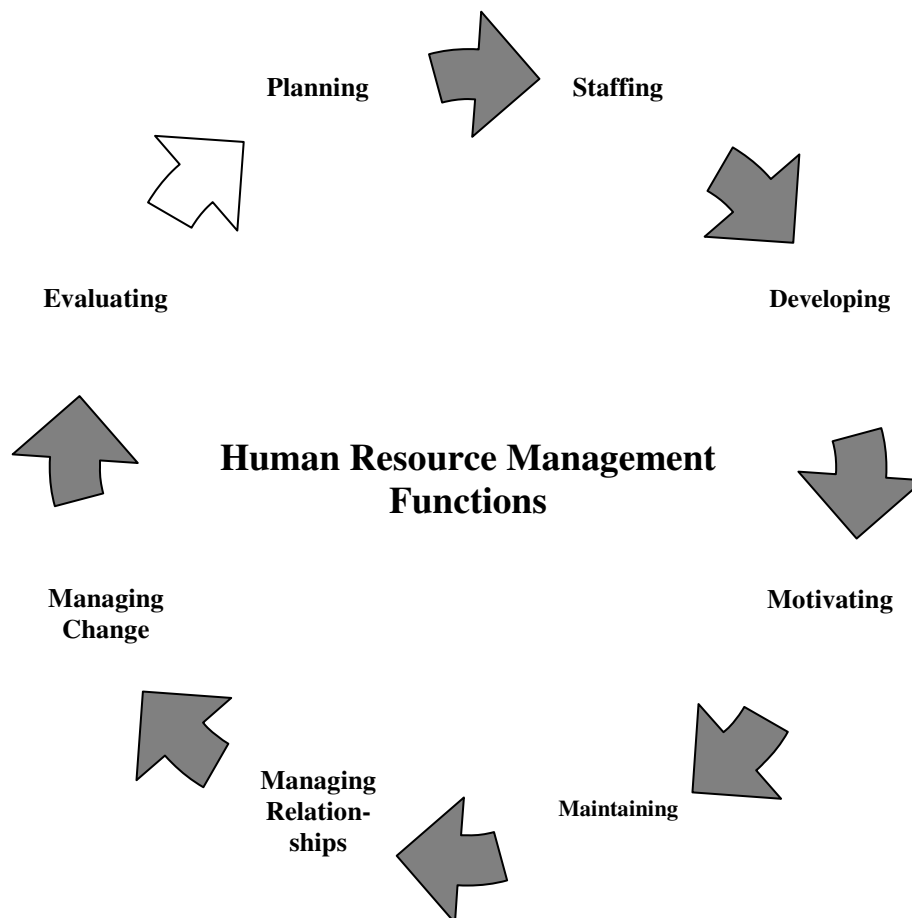 Planning
Staffing
Developing
Motivating
Maintaining
Managing
Relation-
ships
Managing
Change
Evaluating
Human Resource Management
Functions